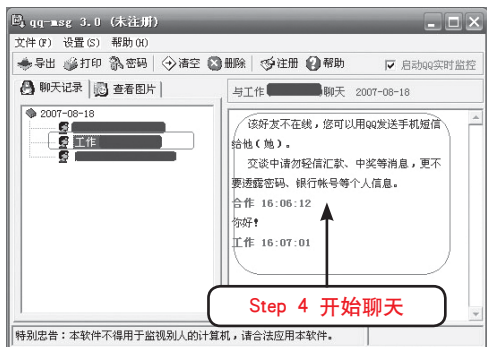 qq-msg 3.0 (未注册)
文件(F) 设置(S) 帮助(H)
导出 打印 密码 清空 删除 注册 帮助 启动QQ实时监控
聊天记录 查看图片
与工作 聊天 2007-08-18
2007-08-18
工作
该好友不在线，您可以用QQ发送手机短信
给他(她)。
交谈中请勿轻信汇款、中奖等消息，更不
要透露密码、银行帐号等个人信息。
合作 16:06:12
你好!
工作 16:07:01
Step 4 开始聊天
特别忠告：本软件不得用于监视别人的计算机，请合法应用本软件。